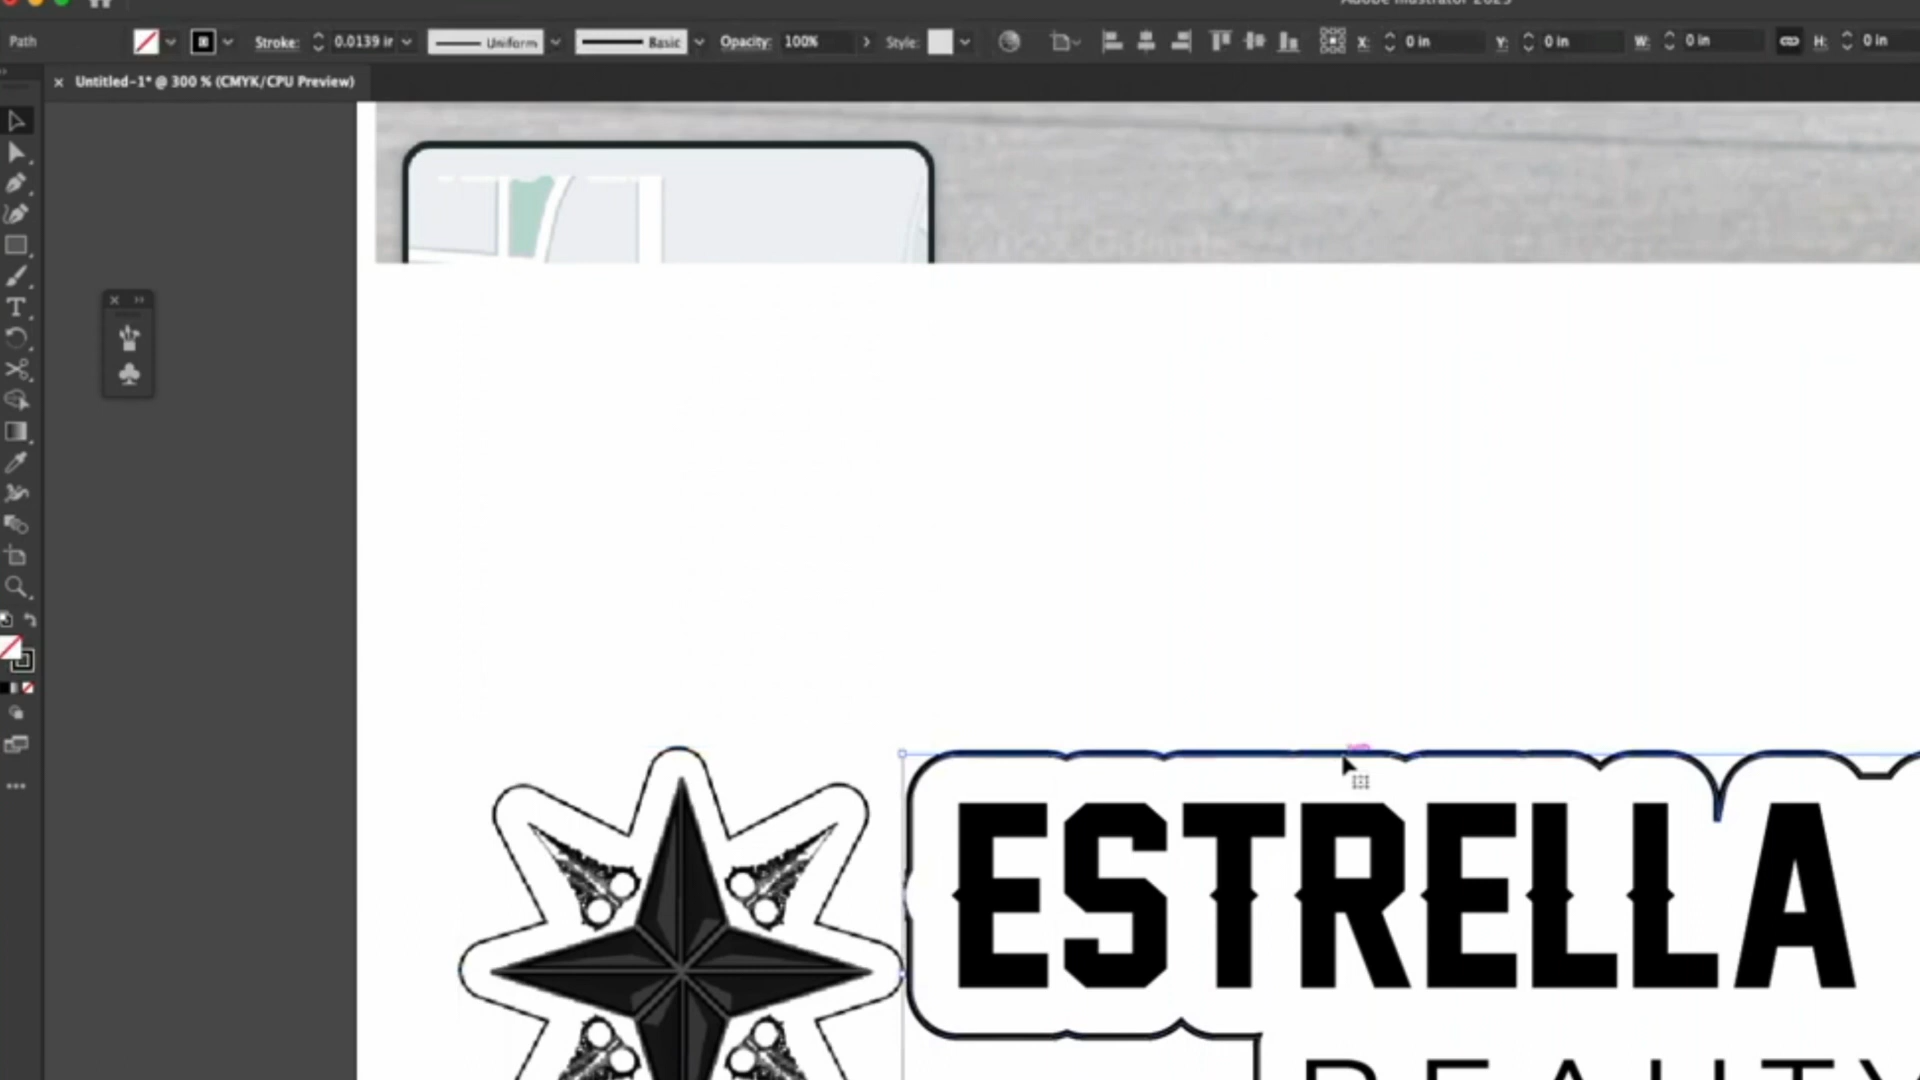 Adobe Illustrator 2025
Path
Stroke: 0.0139 in Uniform Basic Opacity: 100% Style: X: 0 in Y: 0 in W: 0 in H: 0 in
Untitled-1* @ 300 % (CMYK/CPU Preview)
ESTRELLA
BEAUTY